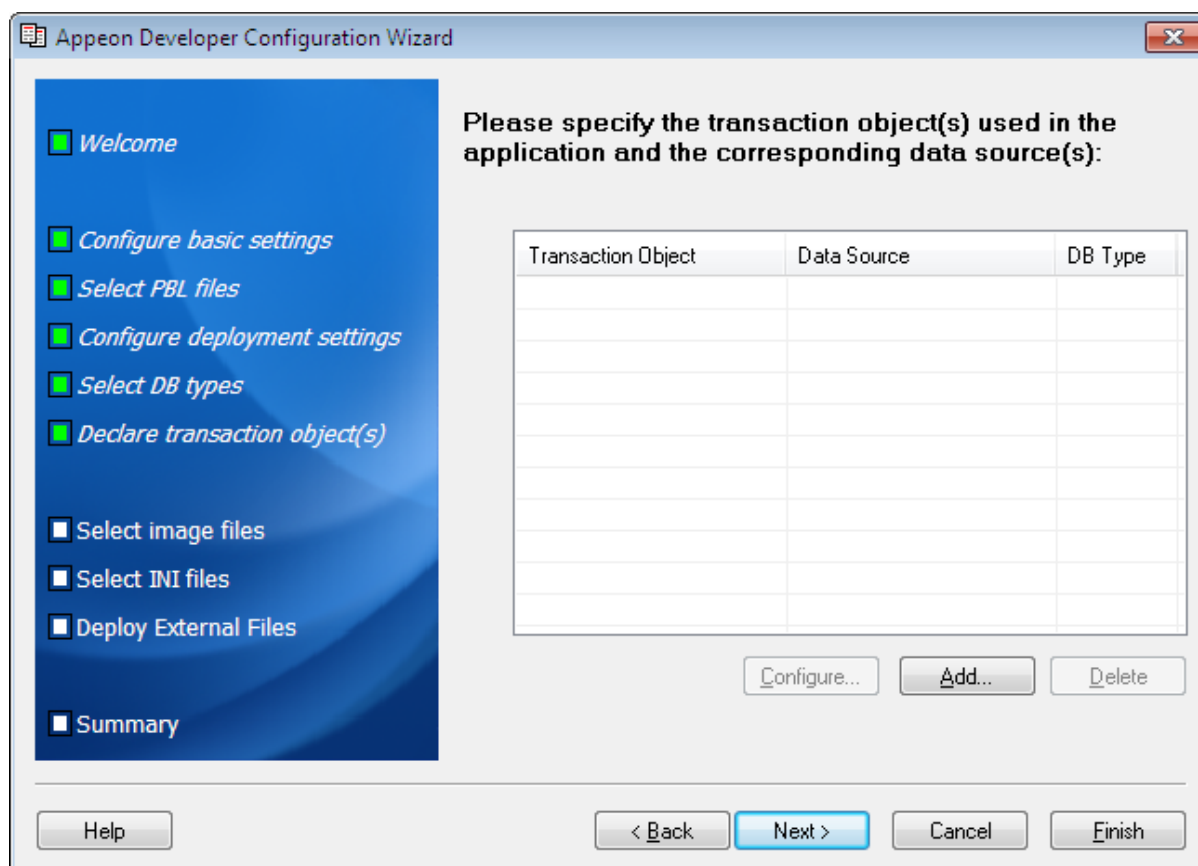 Appeon Developer Configuration Wizard
Welcome
Configure basic settings
Select PBL files
Configure deployment settings
Select DB types
Declare transaction object(s)
Select image files
Select INI files
Deploy External Files
Summary
Please specify the transaction object(s) used in the
application and the corresponding data source(s):
Transaction Object Data Source DB Type
Configure... Add... Delete
Help < Back Next > Cancel Finish